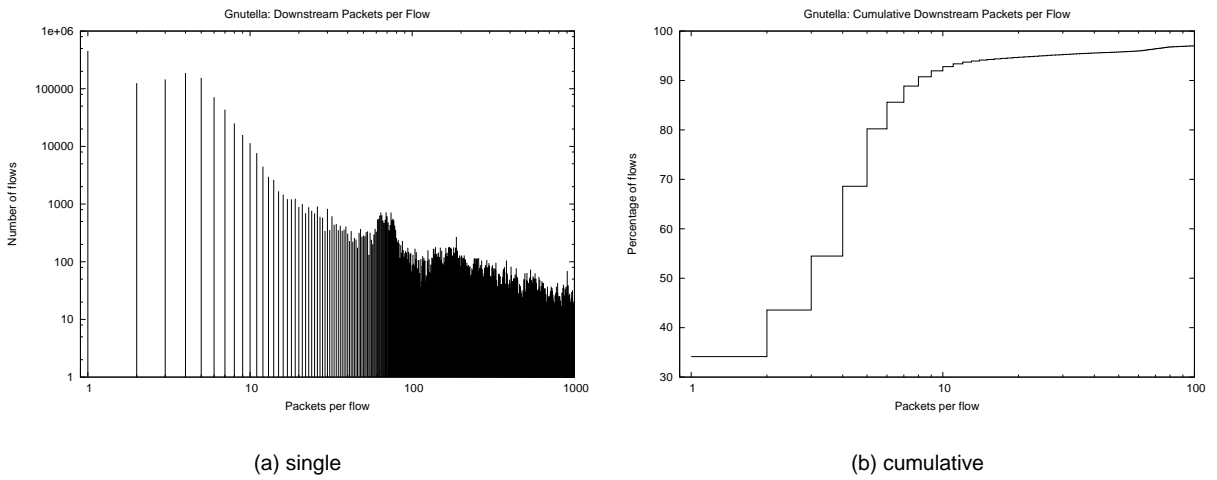 Gnutella: Downstream Packets per Flow
1e+06
100000
10000
1000
100
10
1
Number of flows
1
10
100
1000
Packets per flow
(a) single
Gnutella: Cumulative Downstream Packets per Flow
100
90
80
70
60
50
40
30
Percentage of flows
1
10
100
Packets per flow
(b) cumulative